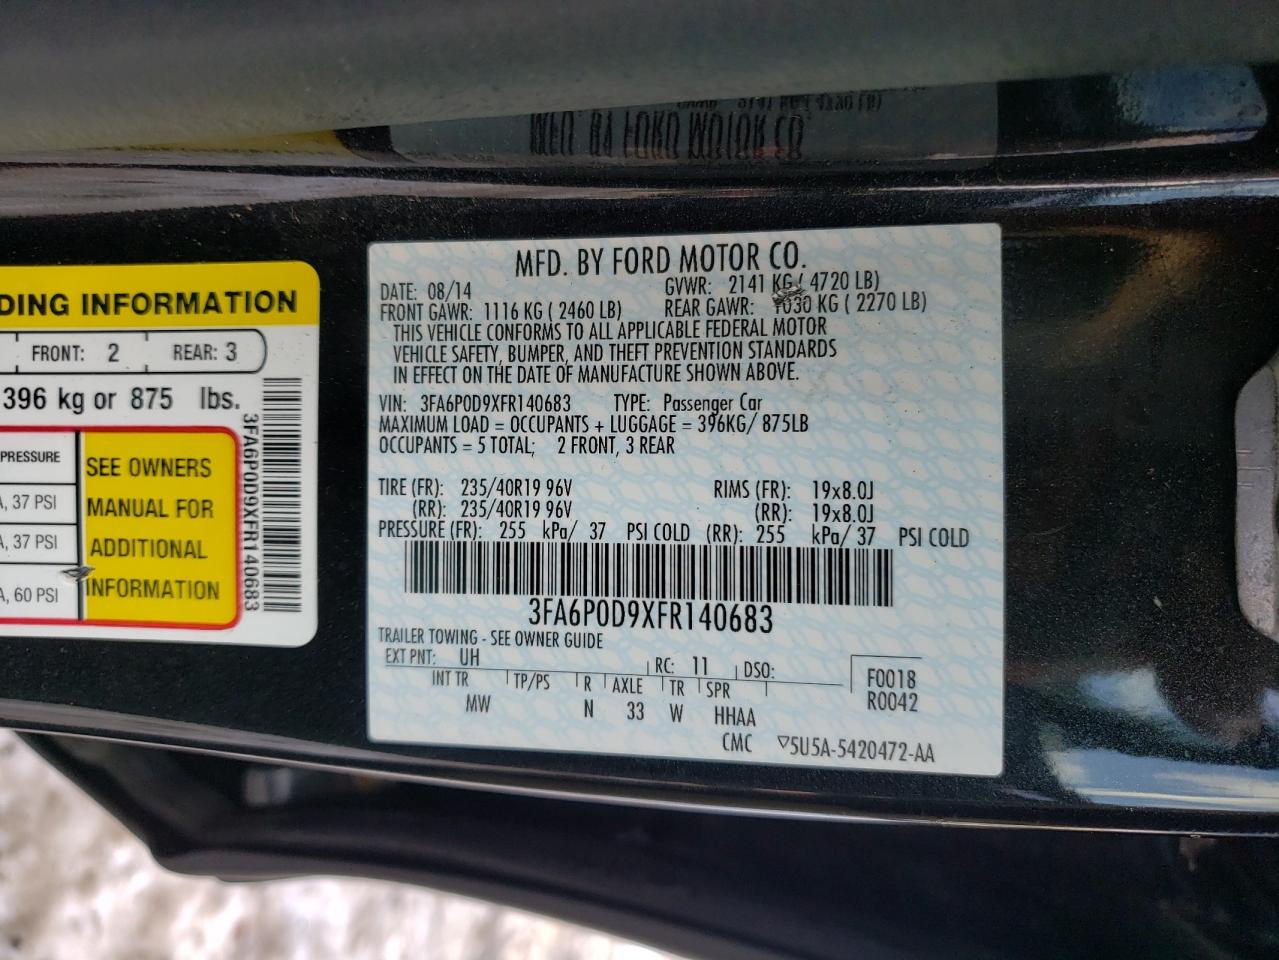 MFD. BY FORD MOTOR CO.
DING INFORMATION
FRONT: 2 REAR: 3
396 kg or 875 lbs.
PRESSURE
A, 37 PSI
A, 37 PSI
A, 60 PSI
SEE OWNERS
MANUAL FOR
ADDITIONAL
INFORMATION
3FA6P0D9XFR140683
MFD. BY FORD MOTOR CO.
DATE: 08/14 GVWR: 2141 KG ( 4720 LB)
FRONT GAWR: 1116 KG ( 2460 LB) REAR GAWR: 1030 KG ( 2270 LB)
THIS VEHICLE CONFORMS TO ALL APPLICABLE FEDERAL MOTOR
VEHICLE SAFETY, BUMPER, AND THEFT PREVENTION STANDARDS
IN EFFECT ON THE DATE OF MANUFACTURE SHOWN ABOVE.
VIN: 3FA6P0D9XFR140683 TYPE: Passenger Car
MAXIMUM LOAD = OCCUPANTS + LUGGAGE = 396KG/ 875LB
OCCUPANTS = 5 TOTAL; 2 FRONT, 3 REAR
TIRE (FR): 235/40R19 96V RIMS (FR): 19x8.0J
(RR): 235/40R19 96V (RR): 19x8.0J
PRESSURE (FR): 255 kPa/ 37 PSI COLD (RR): 255 kPa/ 37 PSI COLD
3FA6P0D9XFR140683
TRAILER TOWING - SEE OWNER GUIDE
EXT PNT: UH RC: 11 DSO:
INT TR TP/PS R AXLE TR SPR
MW N 33 W HHAA
F0018
R0042
CMC ▽5U5A-5420472-AA